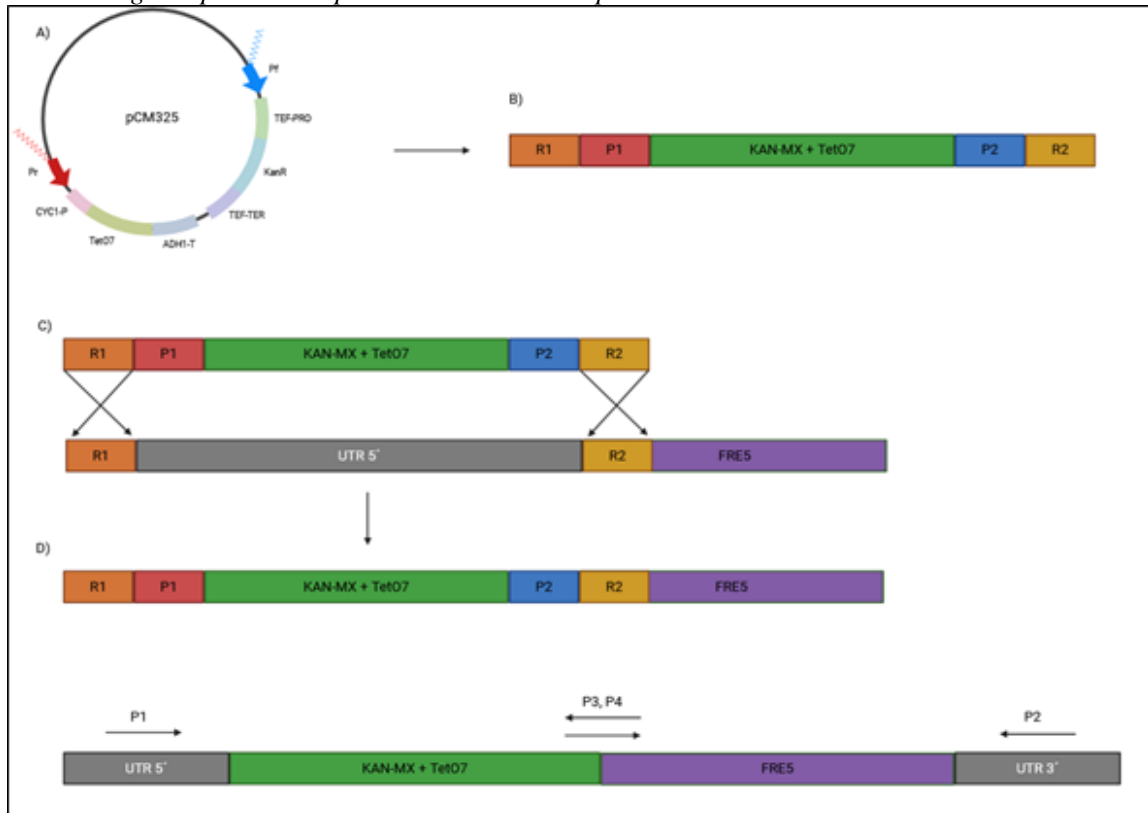 A)
Pf
pCM325
TEF-PRO
B)
R1 P1 KAN-MX + TetO7 P2 R2
Pr
KanR
CYC1-P
TEF-TER
TetO7
ADH1-T
C)
R1 P1 KAN-MX + TetO7 P2 R2
R1 UTR 5´ R2 FRE5
D)
R1 P1 KAN-MX + TetO7 P2 R2 FRE5
P1 P3, P4 P2
UTR 5´ KAN-MX + TetO7 FRE5 UTR 3´